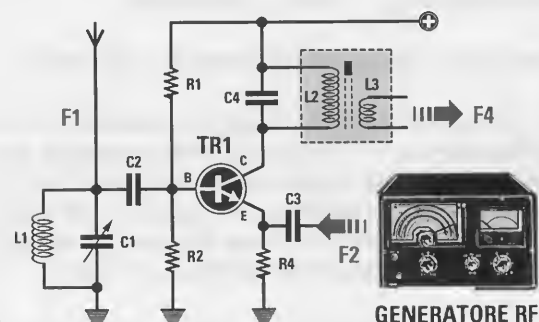 R1
C4
L2
L3
F4
F1
TR1
C2
B
C
E
C3
F2
L1
C1
R2
R4
GENERATORE RF